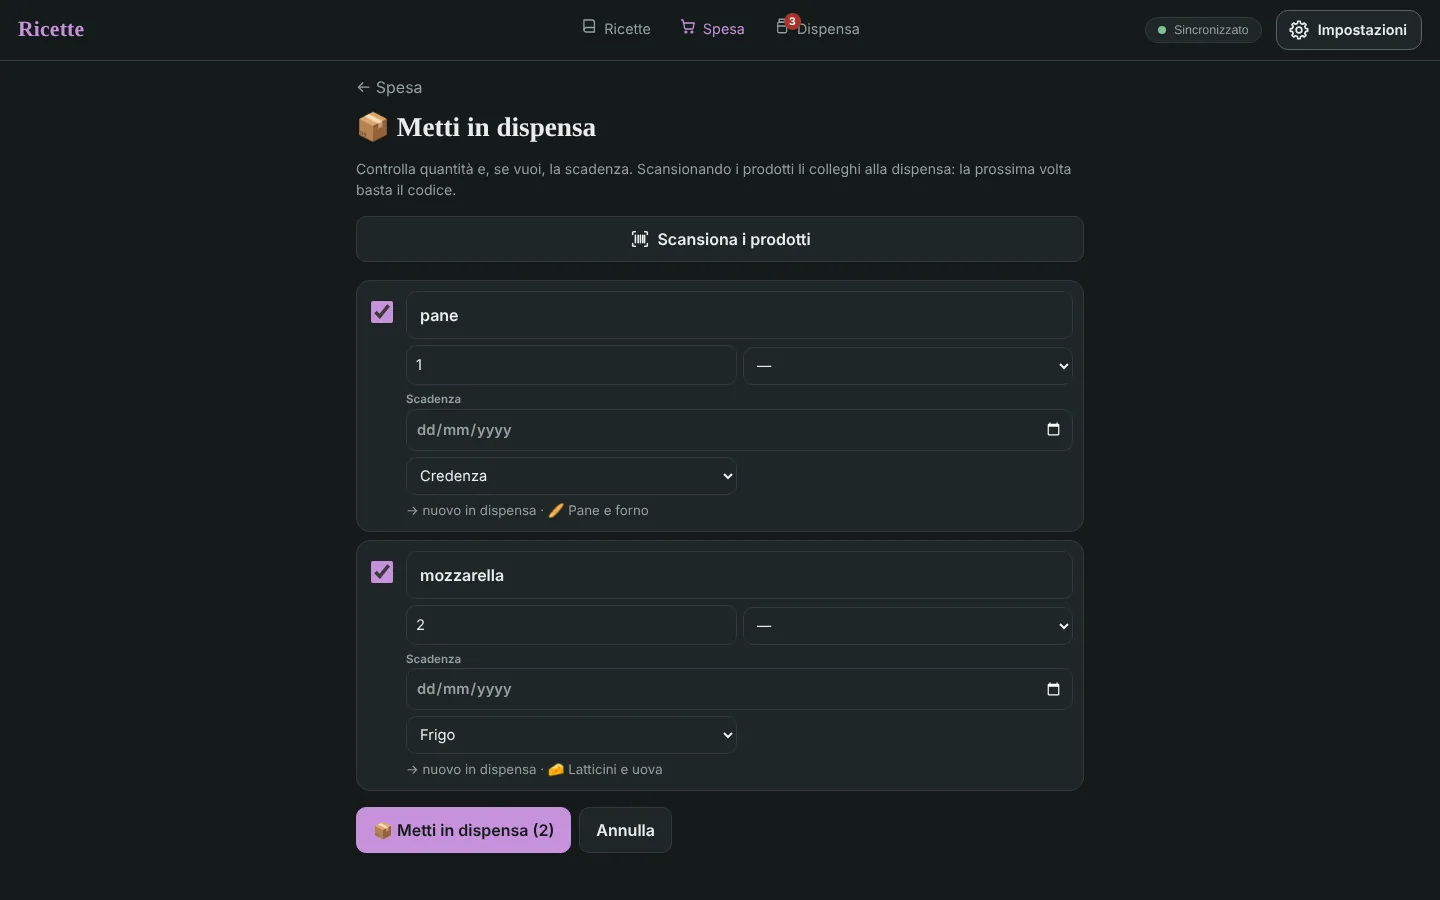 Ricette
Ricette
Spesa
3
Dispensa
Sincronizzato
Impostazioni
← Spesa
📦 Metti in dispensa
Controlla quantità e, se vuoi, la scadenza. Scansionando i prodotti li colleghi alla dispensa: la prossima volta
basta il codice.
Scansiona i prodotti
pane
1
—
Scadenza
dd/mm/yyyy
Credenza
→ nuovo in dispensa · 🥖 Pane e forno
mozzarella
2
—
Scadenza
dd/mm/yyyy
Frigo
→ nuovo in dispensa · 🧀 Latticini e uova
📦 Metti in dispensa (2)
Annulla